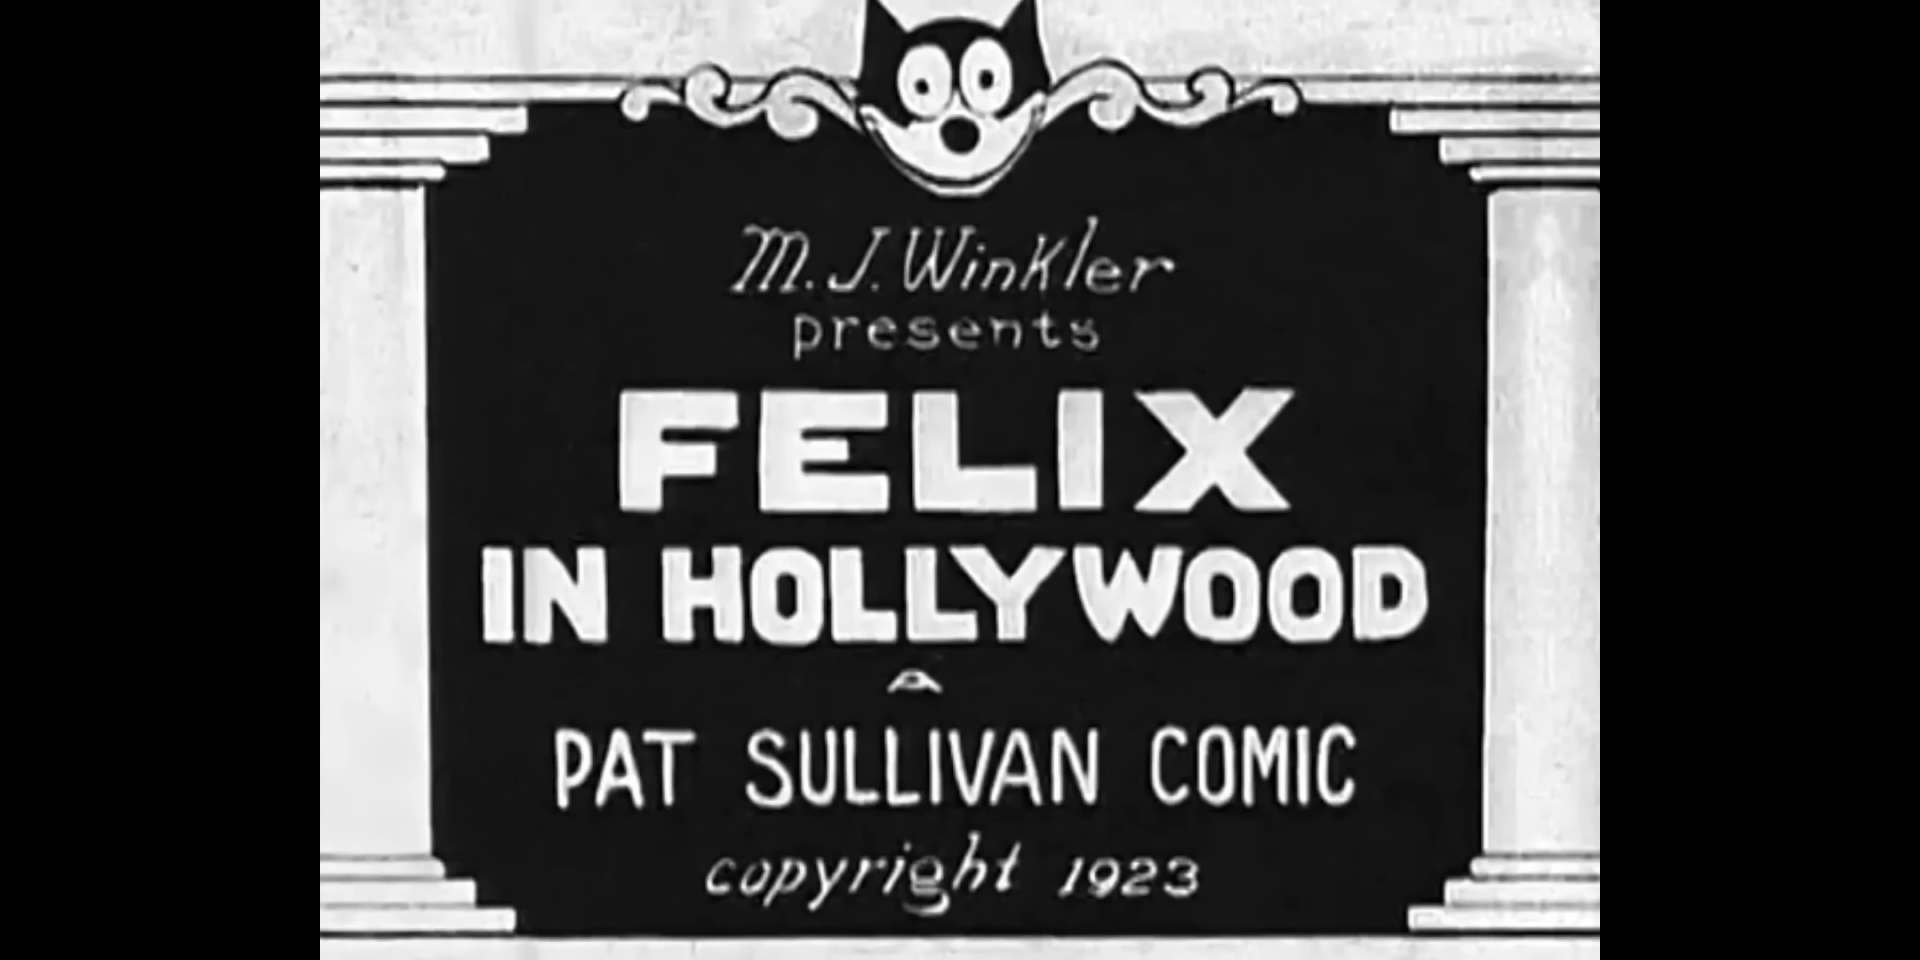 M. J. Winkler
presents
FELIX
IN HOLLYWOOD
A
PAT SULLIVAN COMIC
copyright 1923